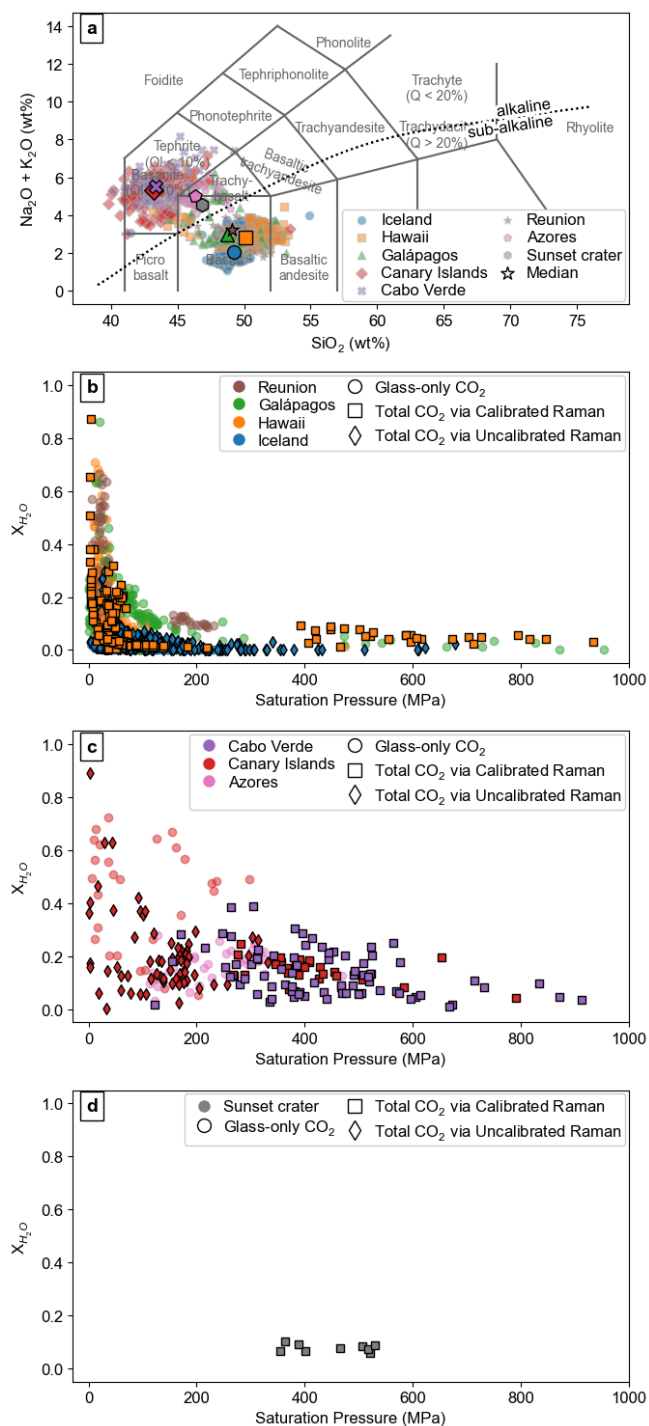 a
Na₂O + K₂O (wt%)
14
12
10
8
6
4
2
0
Phonolite
Foidite
Tephriphonolite
Trachyte
(Q < 20%)
Phonotephrite
alkaline
sub-alkaline
Trachyandesite
Trachydacite
(Q > 20%)
Rhyolite
Tephrite
Basaltic
trachyandesite
Basanite
Trachy-
Picro
basalt
Basaltic
andesite
Iceland
Hawaii
Galápagos
Canary Islands
Cabo Verde
Reunion
Azores
Sunset crater
Median
40 45 50 55 60 65 70 75
SiO₂ (wt%)
b
X_H₂O
1.0
0.8
0.6
0.4
0.2
0.0
Reunion
Galápagos
Hawaii
Iceland
Glass-only CO₂
Total CO₂ via Calibrated Raman
Total CO₂ via Uncalibrated Raman
0 200 400 600 800 1000
Saturation Pressure (MPa)
c
X_H₂O
1.0
0.8
0.6
0.4
0.2
0.0
Cabo Verde
Canary Islands
Azores
Glass-only CO₂
Total CO₂ via Calibrated Raman
Total CO₂ via Uncalibrated Raman
0 200 400 600 800 1000
Saturation Pressure (MPa)
d
X_H₂O
1.0
0.8
0.6
0.4
0.2
0.0
Sunset crater
Glass-only CO₂
Total CO₂ via Calibrated Raman
Total CO₂ via Uncalibrated Raman
0 200 400 600 800 1000
Saturation Pressure (MPa)